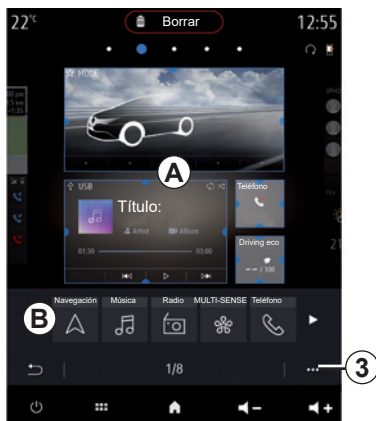 22°C
Borrar
12:55
MODE
A
USB
Título:
Artist
Album
01:30
03:00
Teléfono
Driving eco
-- / 100
B
Navegación Música Radio MULTI-SENSE Teléfono
1/8
...
3